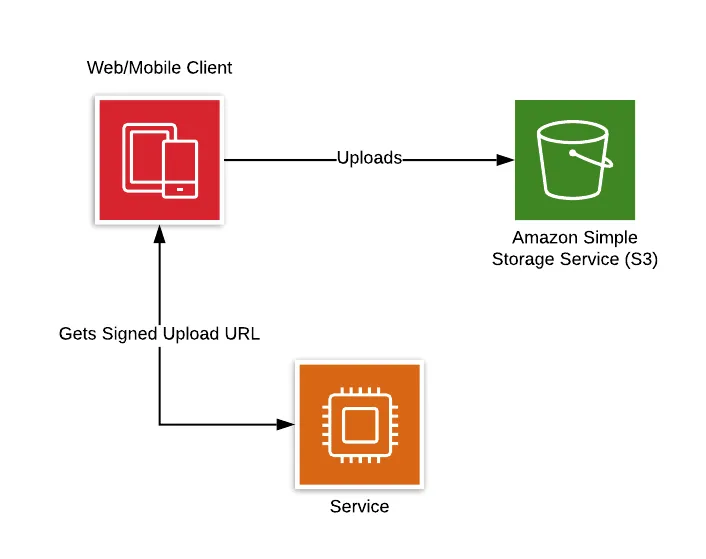 Web/Mobile Client
Uploads
Amazon Simple
Storage Service (S3)
Gets Signed Upload URL
Service